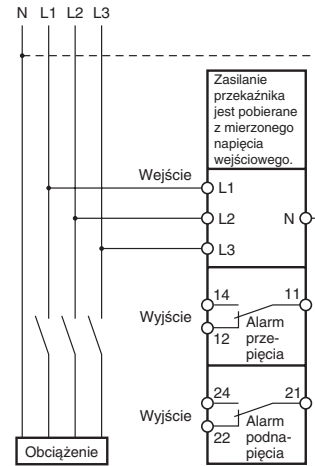 N L1 L2 L3
Zasilanie
przekaźnika
jest pobierane
z mierzonego
napięcia
wejściowego.
Wejście
L1
L2
N
L3
14
11
Wyjście
12
Alarm
prze-
pięcia
24
21
Wyjście
22
Alarm
podna-
pięcia
Obciążenie